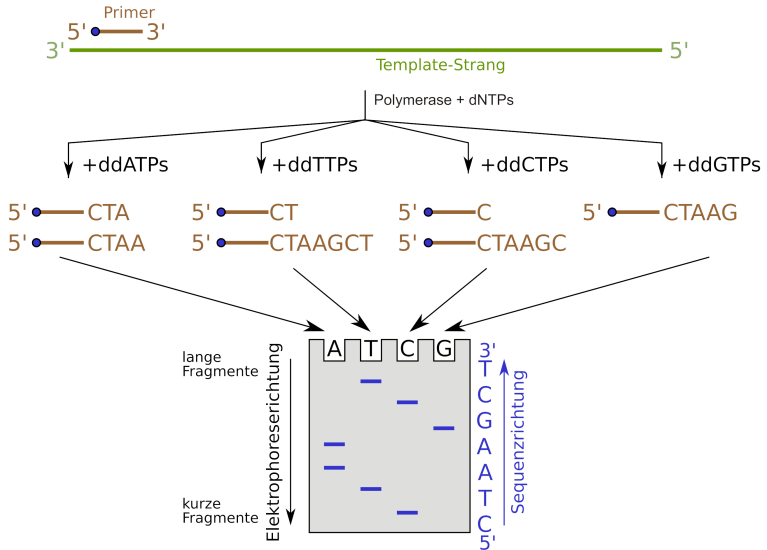 Primer
5' 3'
3' 5'
Template-Strang
Polymerase + dNTPs
+ddATPs +ddTTPs +ddCTPs +ddGTPs
5' CTA 5' CT 5' C 5' CTAAG
5' CTAA 5' CTAAGCT 5' CTAAGC
A T C G
lange
Fragmente
kurze
Fragmente
Elektrophoreserichtung
3'
T
C
G
A
A
T
C
5'
Sequenzrichtung